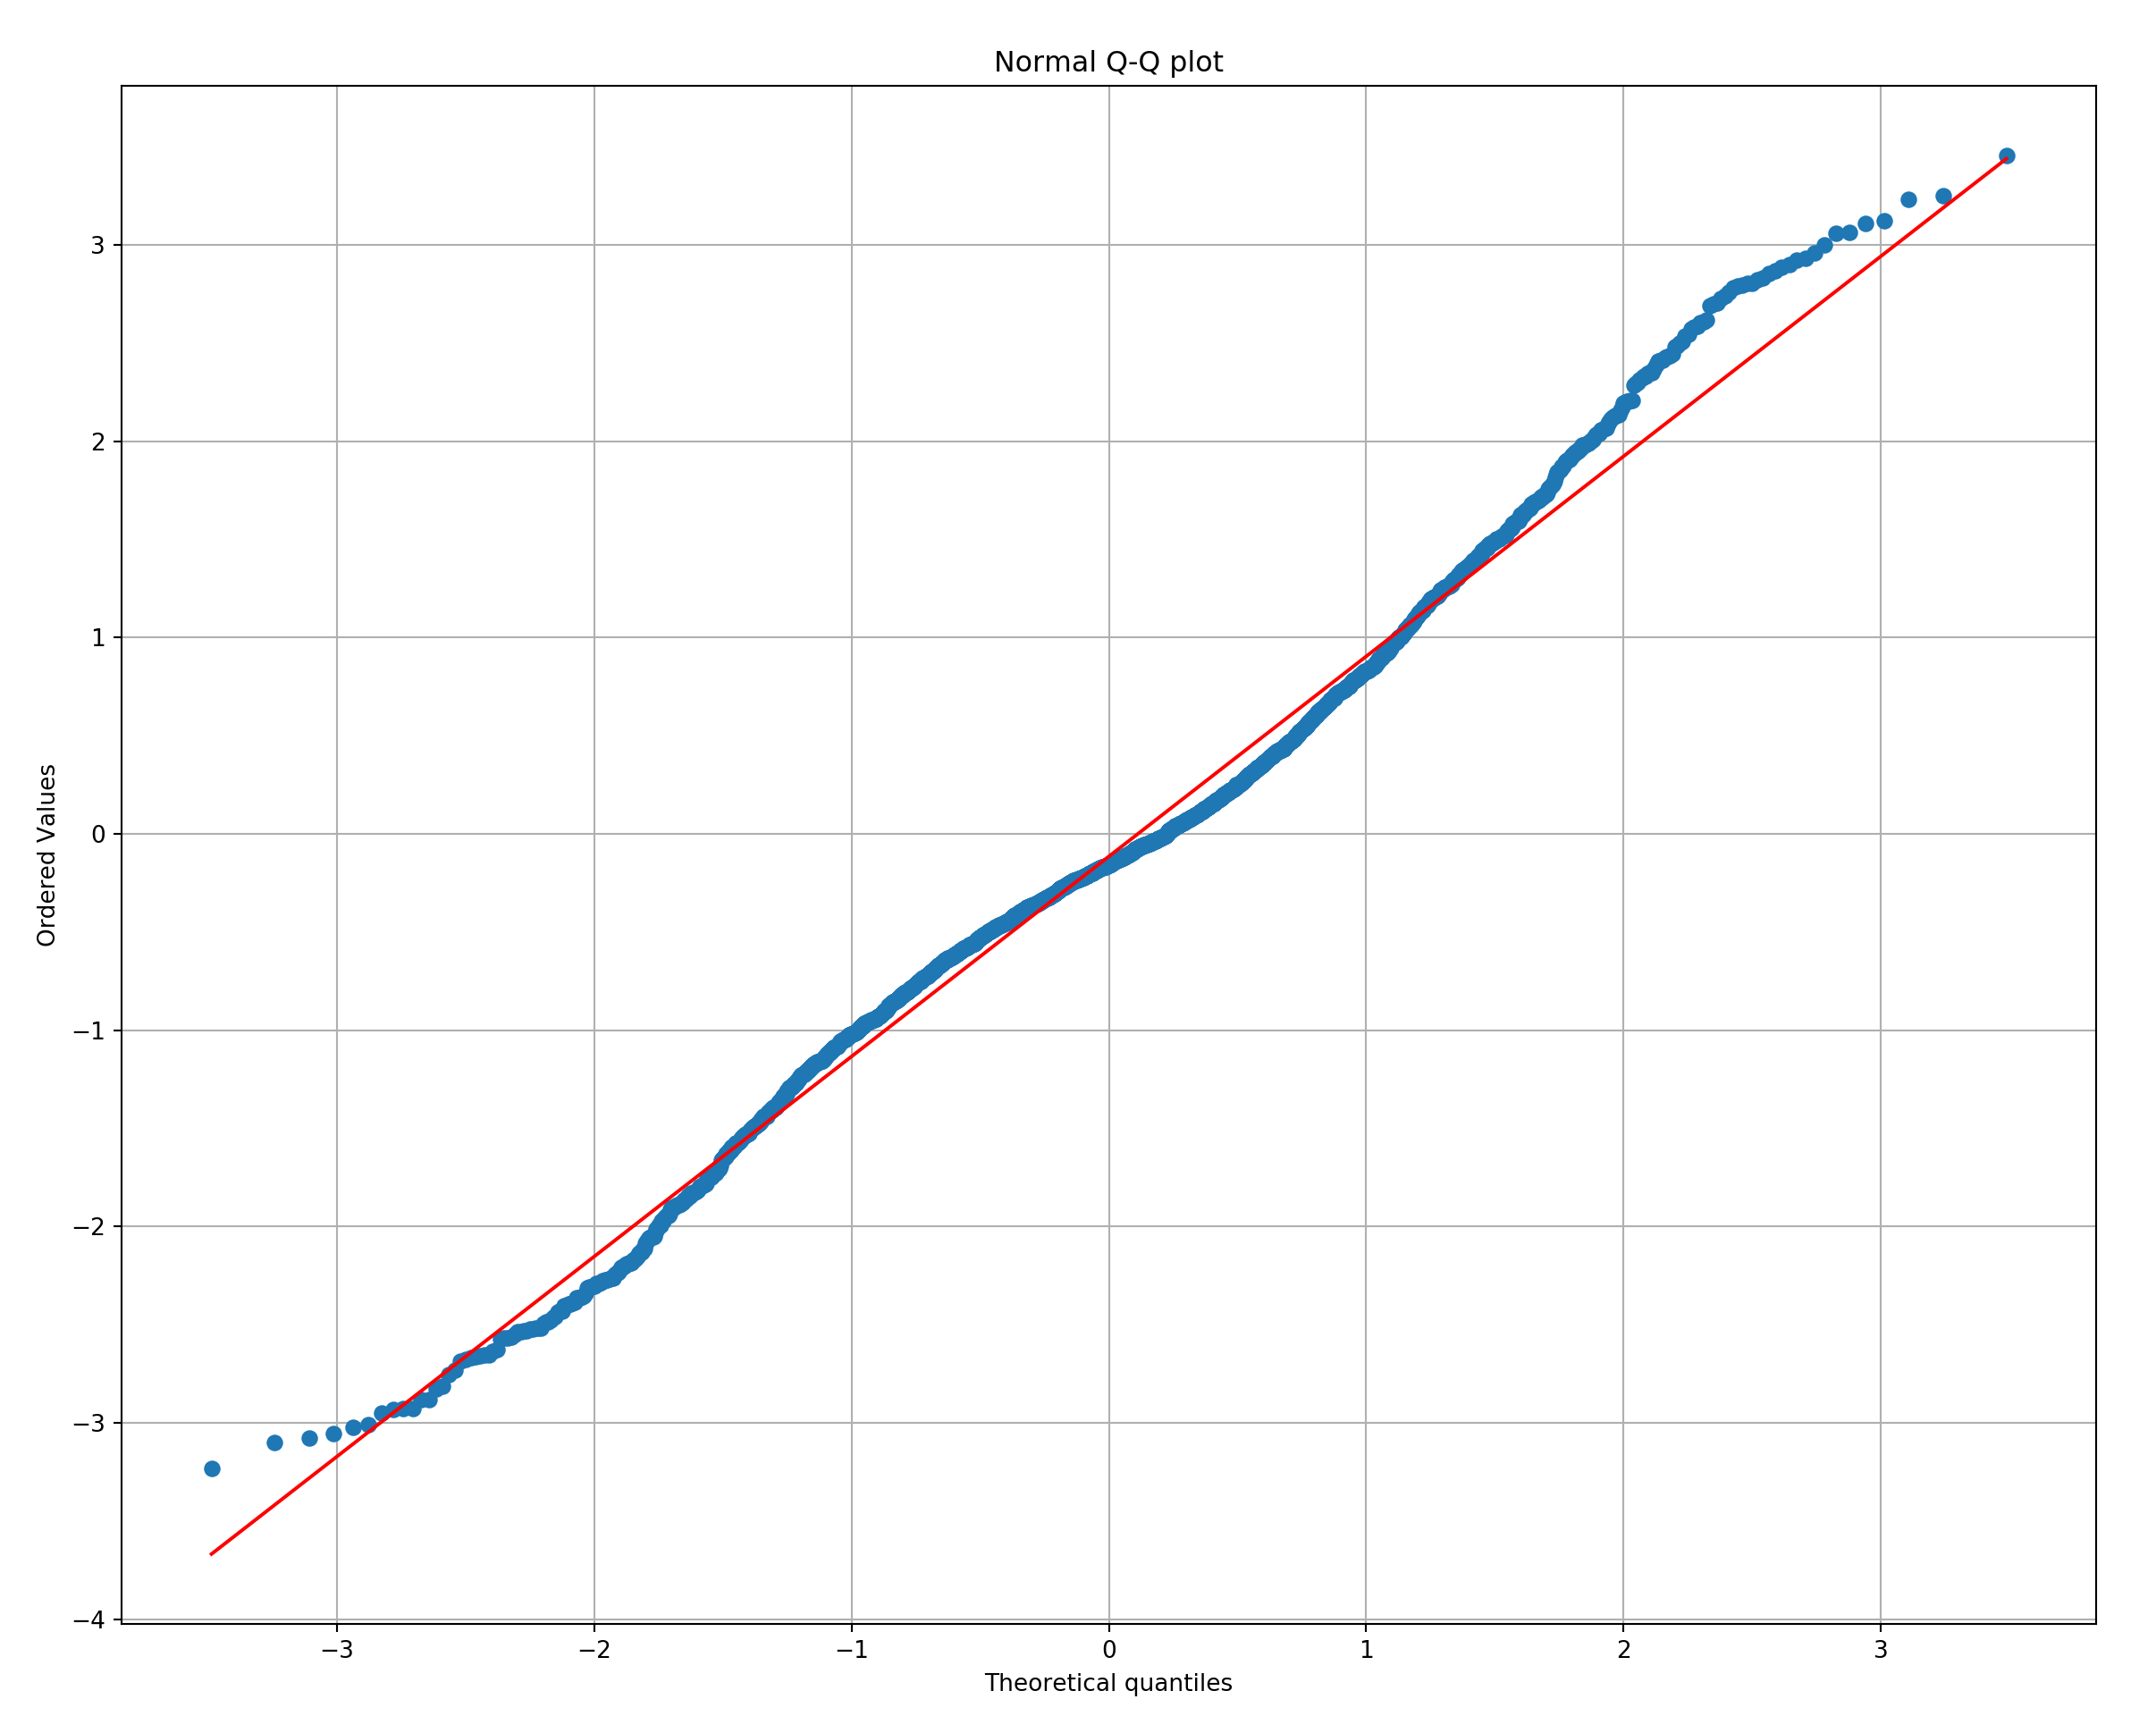 Normal Q-Q plot
Ordered Values
3
2
1
0
−1
−2
−3
−4
−3 −2 −1 0 1 2 3
Theoretical quantiles